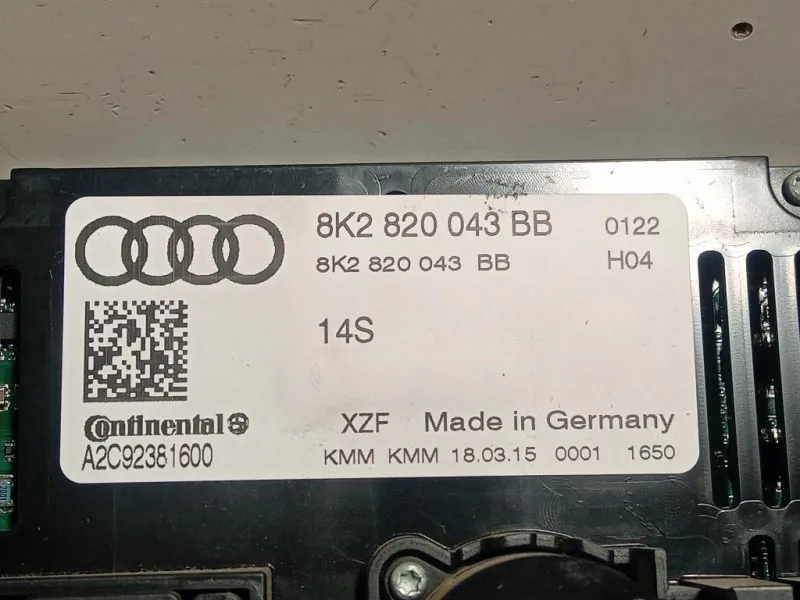 8K2 820 043 BB 0122
8K2 820 043 BB H04
14S
Continental XZF Made in Germany
A2C92381600 KMM KMM 18.03.15 0001 1650